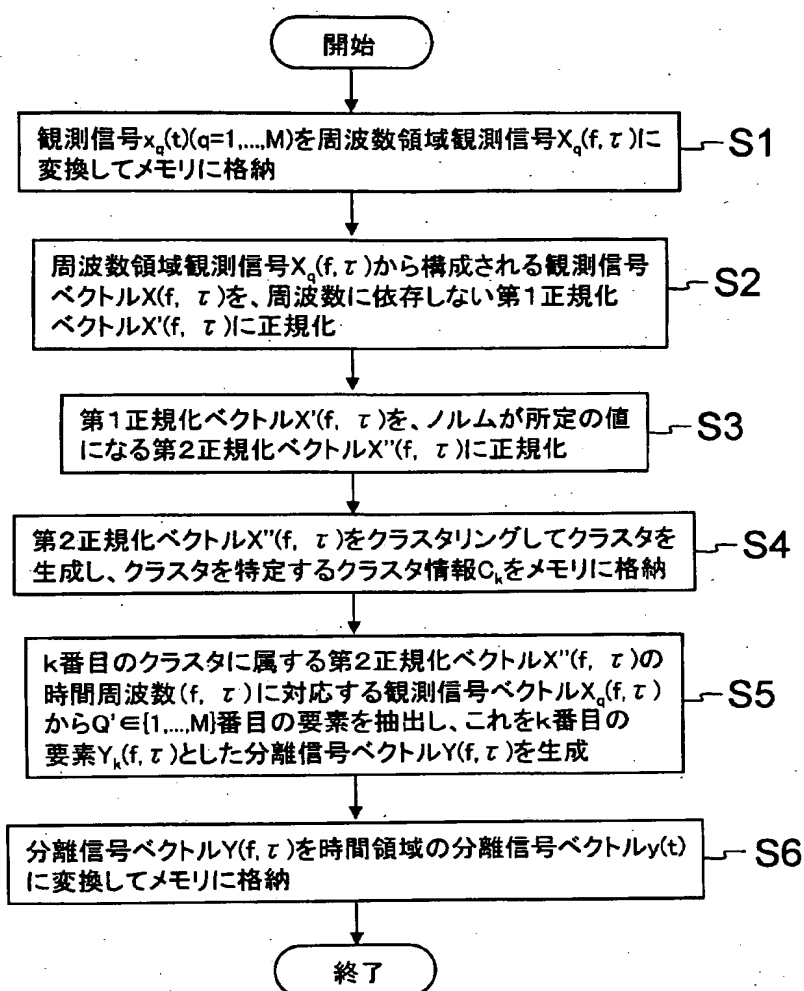 開始
観測信号x_q(t)(q=1,...,M)を周波数領域観測信号X_q(f,τ)に
変換してメモリに格納
S1
周波数領域観測信号X_q(f,τ)から構成される観測信号
ベクトルX(f, τ)を、周波数に依存しない第1正規化
ベクトルX'(f, τ)に正規化
S2
第1正規化ベクトルX'(f, τ)を、ノルムが所定の値
になる第2正規化ベクトルX''(f, τ)に正規化
S3
第2正規化ベクトルX''(f, τ)をクラスタリングしてクラスタを
生成し、クラスタを特定するクラスタ情報C_kをメモリに格納
S4
k番目のクラスタに属する第2正規化ベクトルX''(f, τ)の
時間周波数(f, τ)に対応する観測信号ベクトルX_q(f,τ)
からQ'∈{1,...,M}番目の要素を抽出し、これをk番目の
要素Y_k(f,τ)とした分離信号ベクトルY(f,τ)を生成
S5
分離信号ベクトルY(f,τ)を時間領域の分離信号ベクトルy(t)
に変換してメモリに格納
S6
終了